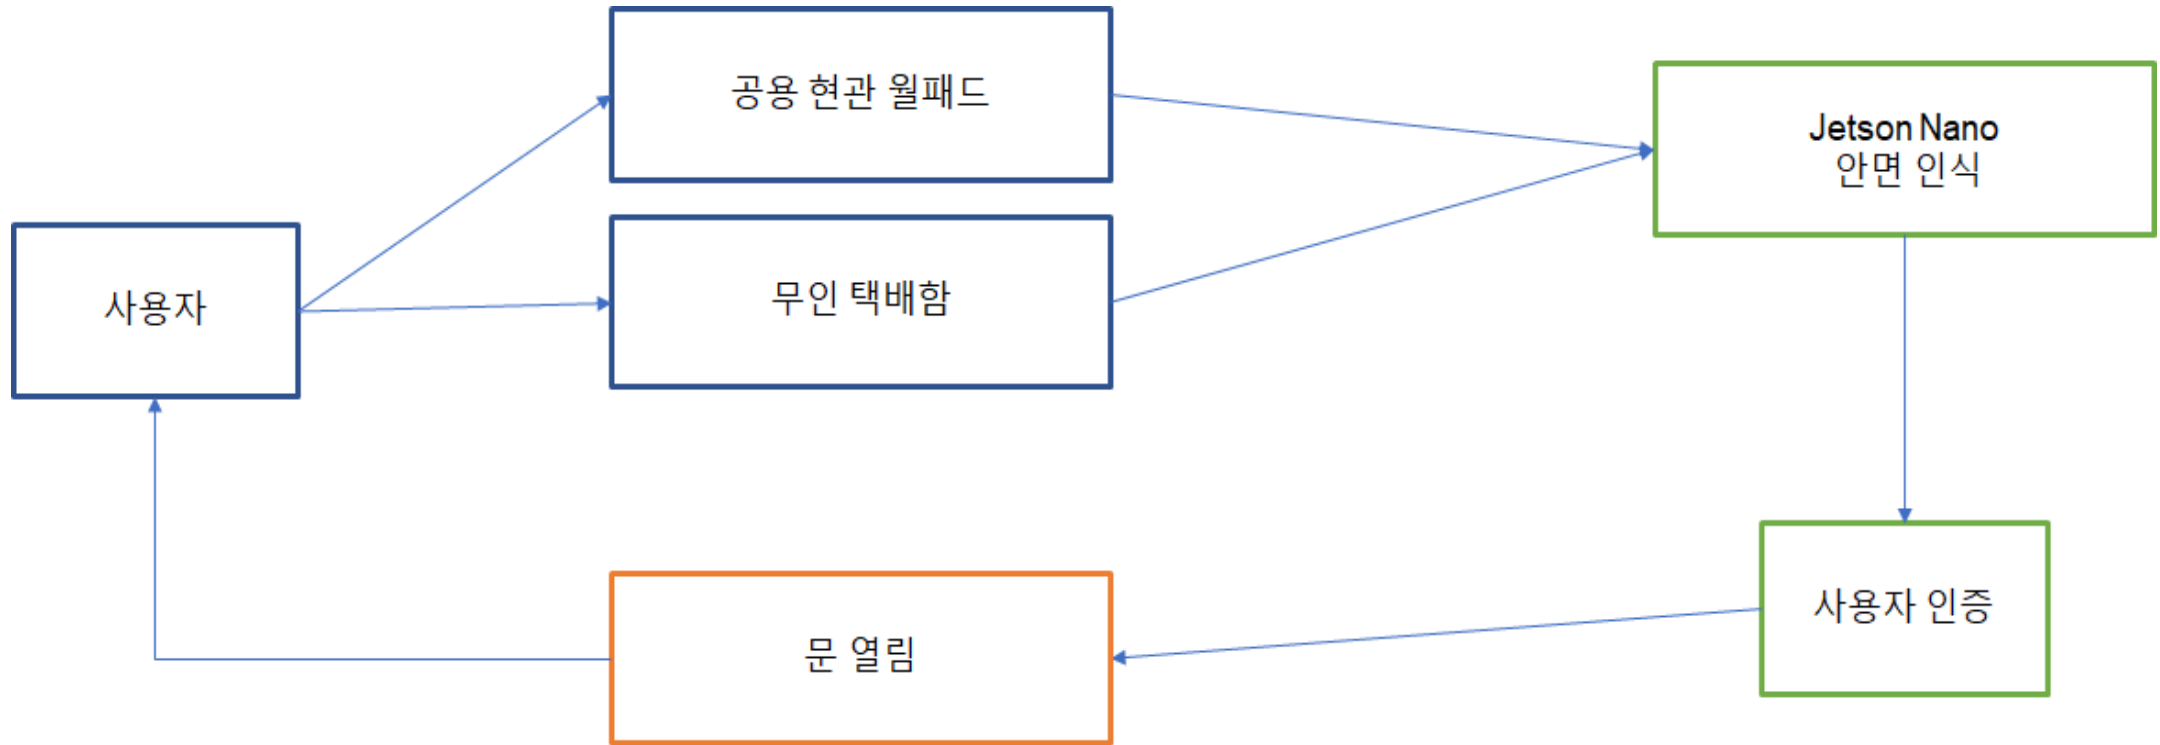 공용 현관 월패드
Jetson Nano
안면 인식
사용자
무인 택배함
사용자 인증
문 열림